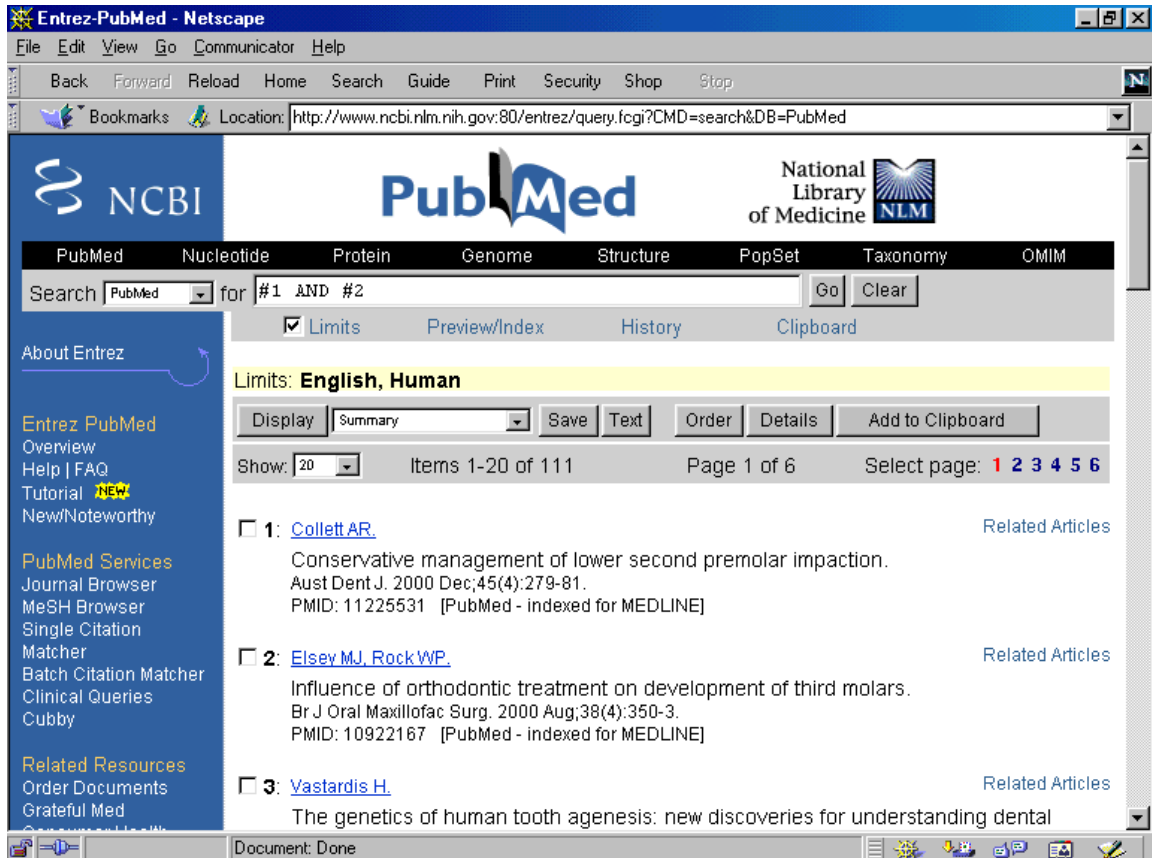 Entrez-PubMed - Netscape
File Edit View Go Communicator Help
Back Forward Reload Home Search Guide Print Security Shop Stop
N
Bookmarks Location: http://www.ncbi.nlm.nih.gov:80/entrez/query.fcgi?CMD=search&DB=PubMed
NCBI
PubMed
National
Library
of Medicine NLM
PubMed Nucleotide Protein Genome Structure PopSet Taxonomy OMIM
Search PubMed for #1 AND #2 Go Clear
Limits Preview/Index History Clipboard
About Entrez
Limits: English, Human
Display Summary Save Text Order Details Add to Clipboard
Show: 20 Items 1-20 of 111 Page 1 of 6 Select page: 1 2 3 4 5 6
Entrez PubMed
Overview
Help | FAQ
Tutorial NEW
New/Noteworthy
PubMed Services
Journal Browser
MeSH Browser
Single Citation
Matcher
Batch Citation Matcher
Clinical Queries
Cubby
Related Resources
Order Documents
Grateful Med
1: Collett AR. Related Articles
Conservative management of lower second premolar impaction.
Aust Dent J. 2000 Dec;45(4):279-81.
PMID: 11225531 [PubMed - indexed for MEDLINE]
2: Elsey MJ, Rock WP. Related Articles
Influence of orthodontic treatment on development of third molars.
Br J Oral Maxillofac Surg. 2000 Aug;38(4):350-3.
PMID: 10922167 [PubMed - indexed for MEDLINE]
3: Vastardis H. Related Articles
The genetics of human tooth agenesis: new discoveries for understanding dental
Document: Done